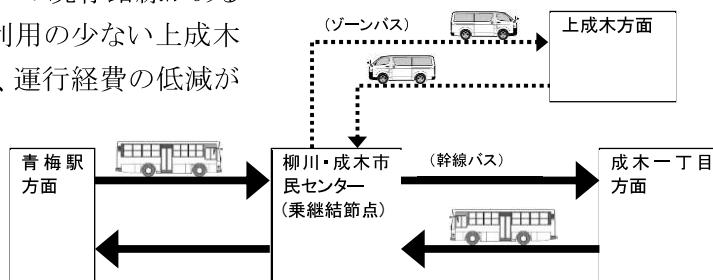 利用の少ない上成木
、運行経費の低減が
(ゾーンバス)
上成木方面
青梅駅
方面
柳川・成木市
民センター
(乗継結節点)
(幹線バス)
成木一丁目
方面